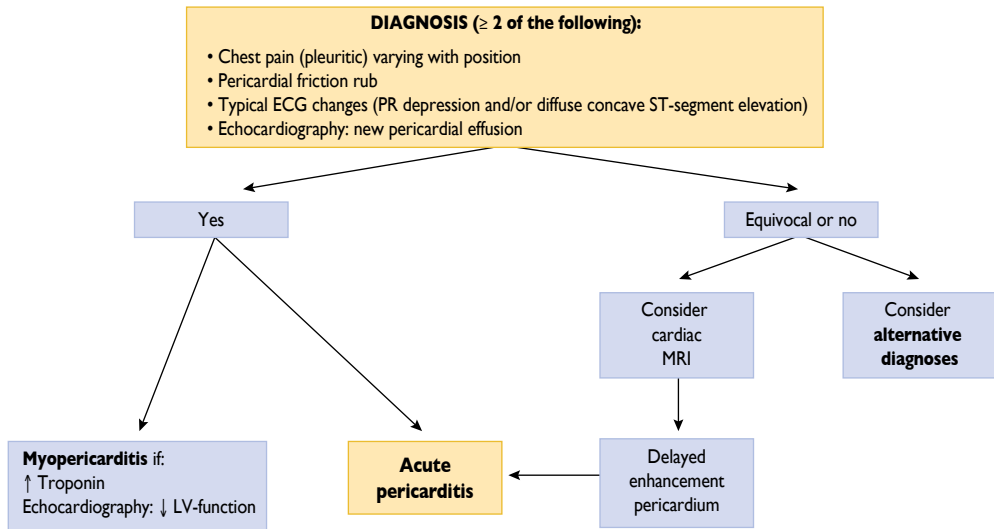 DIAGNOSIS (≥ 2 of the following):
• Chest pain (pleuritic) varying with position
• Pericardial friction rub
• Typical ECG changes (PR depression and/or diffuse concave ST-segment elevation)
• Echocardiography: new pericardial effusion
Yes
Equivocal or no
Consider
cardiac
MRI
Consider
alternative
diagnoses
Myopericarditis if:
↑ Troponin
Echocardiography: ↓ LV-function
Acute
pericarditis
Delayed
enhancement
pericardium